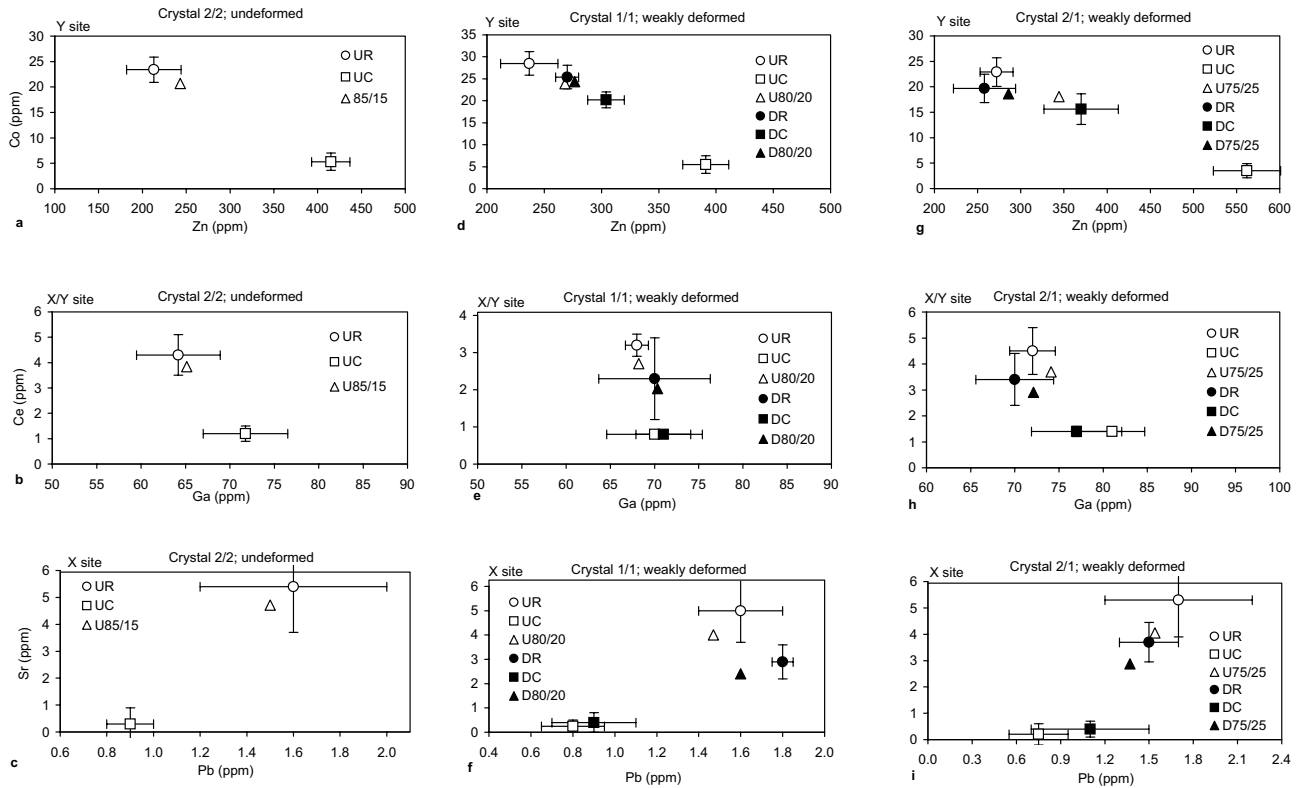 Y site
Crystal 2/2; undeformed
30
25
20
15
10
5
0
Co (ppm)
UR
UC
85/15
100 150 200 250 300 350 400 450 500
Zn (ppm)
a
Crystal 1/1; weakly deformed
Y site
35
30
25
20
15
10
5
0
UR
UC
U80/20
DR
DC
D80/20
200 250 300 350 400 450 500
Zn (ppm)
d
Y site
Crystal 2/1; weakly deformed
30
25
20
15
10
5
0
UR
UC
U75/25
DR
DC
D75/25
200 250 300 350 400 450 500 550 600
Zn (ppm)
g
X/Y site
Crystal 2/2; undeformed
6
5
4
3
2
1
0
Ce (ppm)
UR
UC
U85/15
50 55 60 65 70 75 80 85 90
Ga (ppm)
b
X/Y site
Crystal 1/1; weakly deformed
4
3
2
1
0
UR
UC
U80/20
DR
DC
D80/20
50 55 60 65 70 75 80 85 90
Ga (ppm)
e
X/Y site
Crystal 2/1; weakly deformed
6
5
4
3
2
1
0
UR
UC
U75/25
DR
DC
D75/25
60 65 70 75 80 85 90 95 100
Ga (ppm)
h
X site
Crystal 2/2; undeformed
6
5
4
3
2
1
0
Sr (ppm)
UR
UC
U85/15
0.6 0.8 1.0 1.2 1.4 1.6 1.8 2.0
Pb (ppm)
c
X site
Crystal 1/1; weakly deformed
6
5
4
3
2
1
0
UR
UC
U80/20
DR
DC
D80/20
0.4 0.6 0.8 1.0 1.2 1.4 1.6 1.8 2.0
Pb (ppm)
f
X site
Crystal 2/1; weakly deformed
6
5
4
3
2
1
0
UR
UC
U75/25
DR
DC
D75/25
0.0 0.3 0.6 0.9 1.2 1.5 1.8 2.1 2.4
Pb (ppm)
i